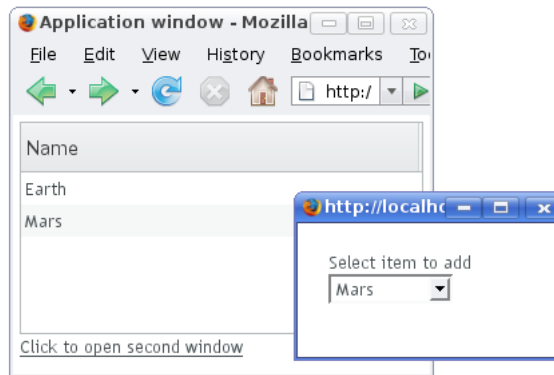 Application window - Mozilla
File Edit View History Bookmarks
http:/
Name
Earth
Mars
Click to open second window
http://localho
Select item to add
Mars